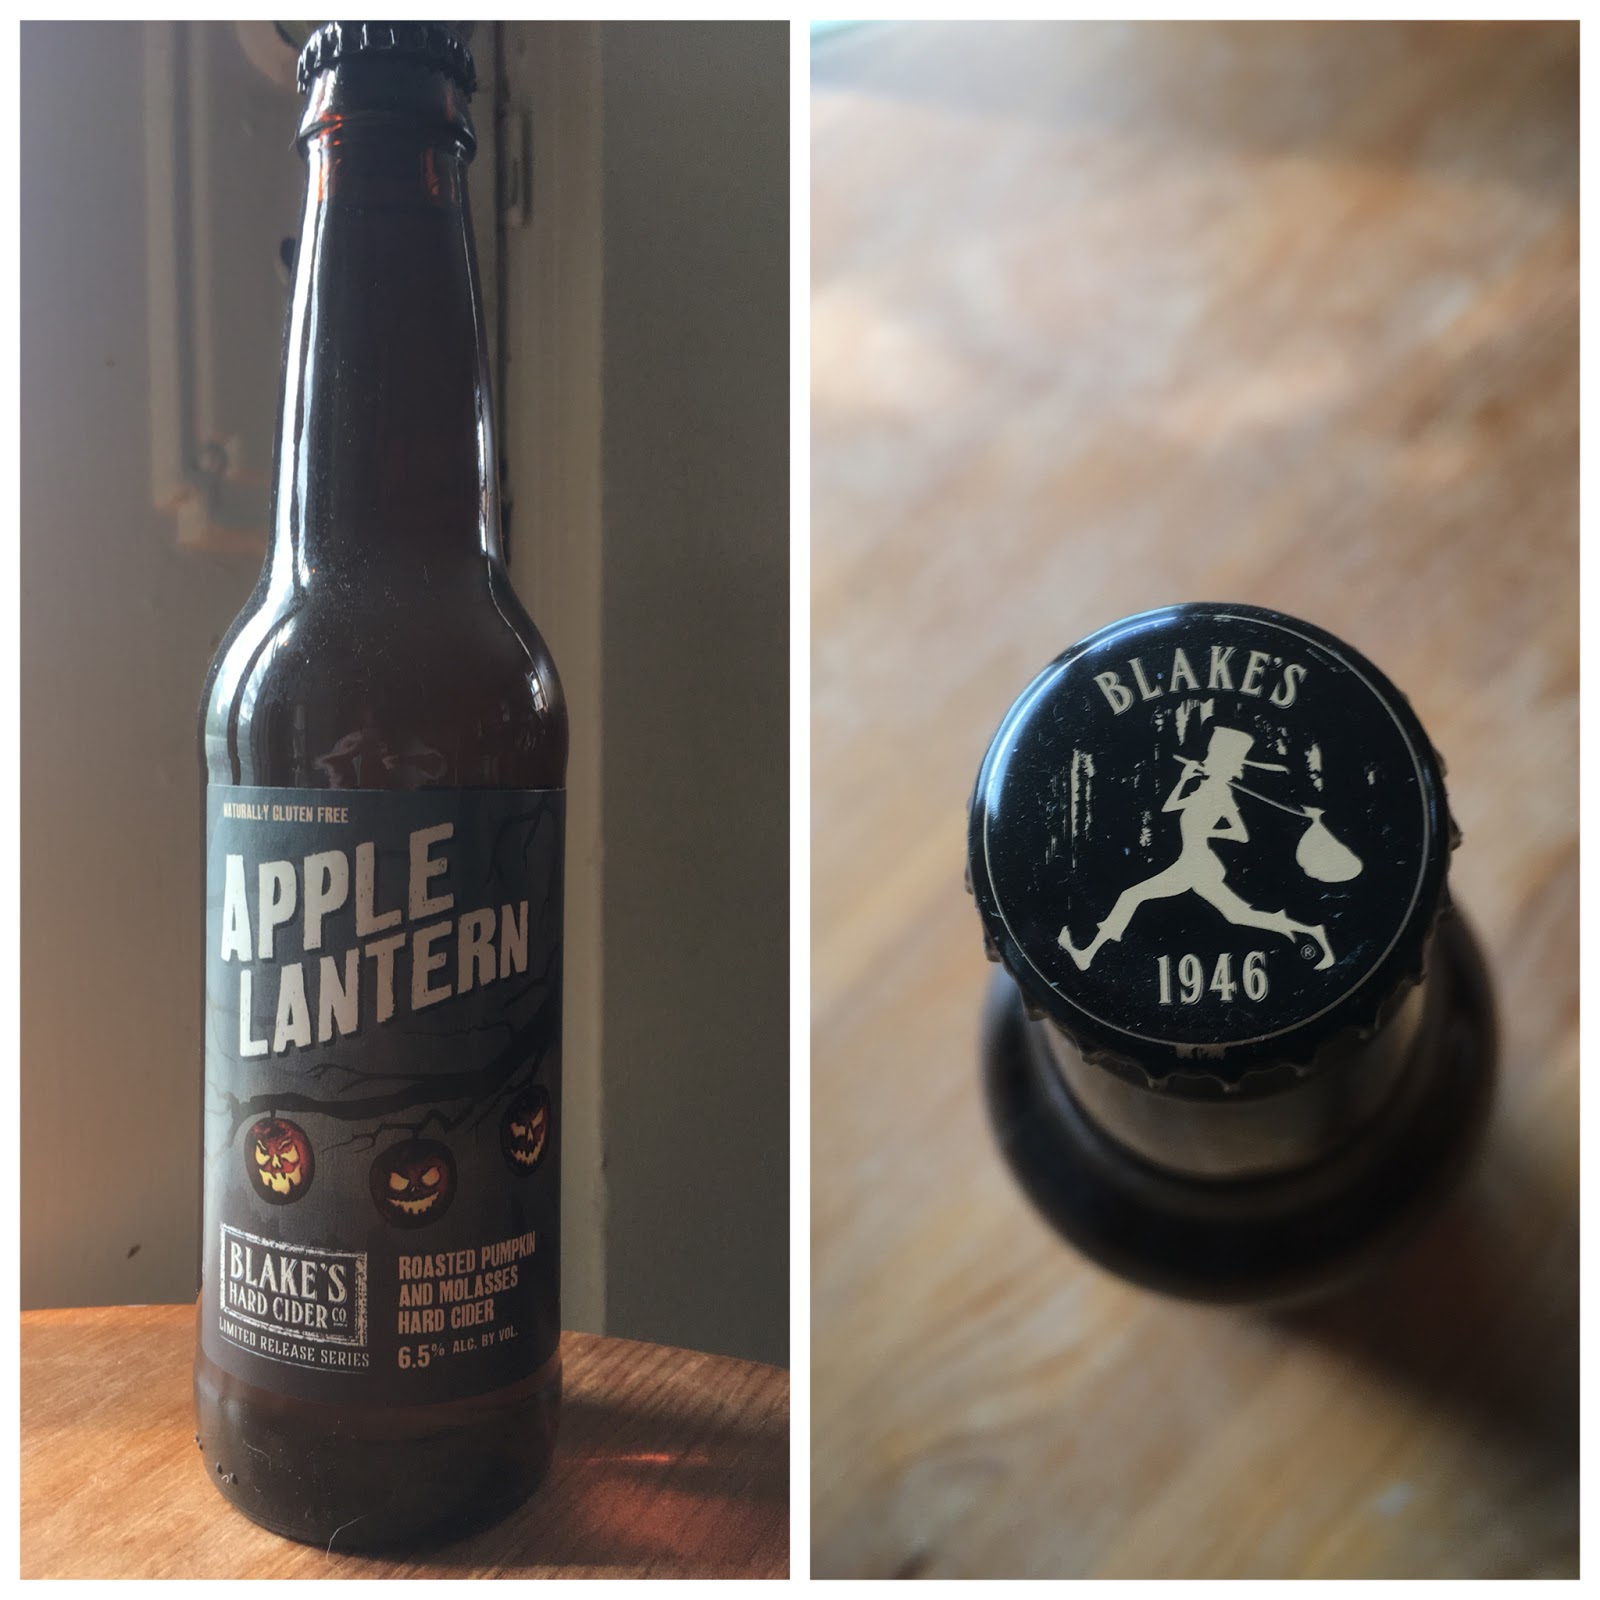 NATURALLY GLUTEN FREE
APPLE
LANTERN
BLAKE'S
HARD CIDER CO
LIMITED RELEASE SERIES
ROASTED PUMPKIN
AND MOLASSES
HARD CIDER
6.5% ALC. BY VOL.
BLAKE'S
1946
®